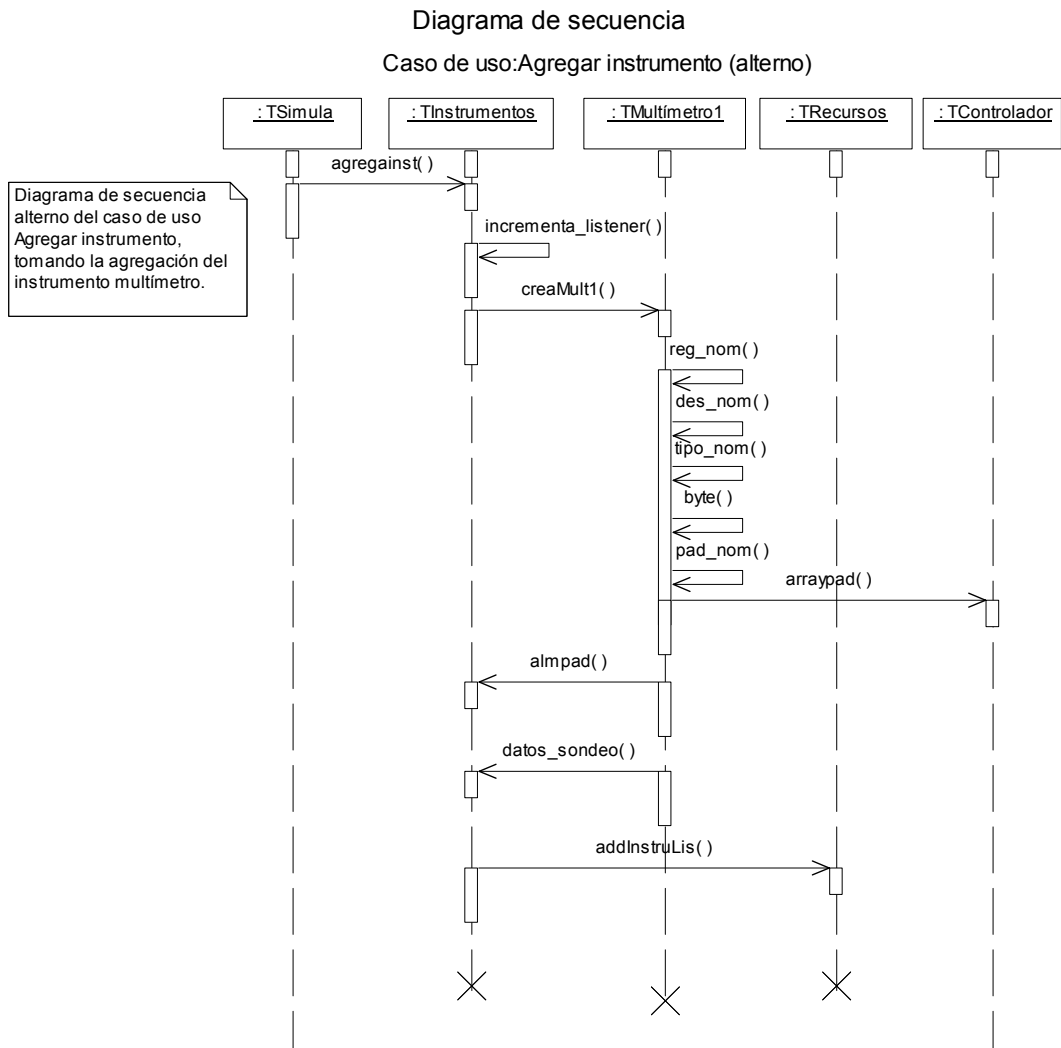 Diagrama de secuencia
Caso de uso:Agregar instrumento (alterno)
: TSimula
: TInstrumentos
: TMultímetro1
: TRecursos
: TControlador
agregainst( )
Diagrama de secuencia
alterno del caso de uso
Agregar instrumento,
tomando la agregación del
instrumento multímetro.
incrementa_listener( )
creaMult1( )
reg_nom( )
des_nom( )
tipo_nom( )
byte( )
pad_nom( )
arraypad( )
almpad( )
datos_sondeo( )
addInstruLis( )